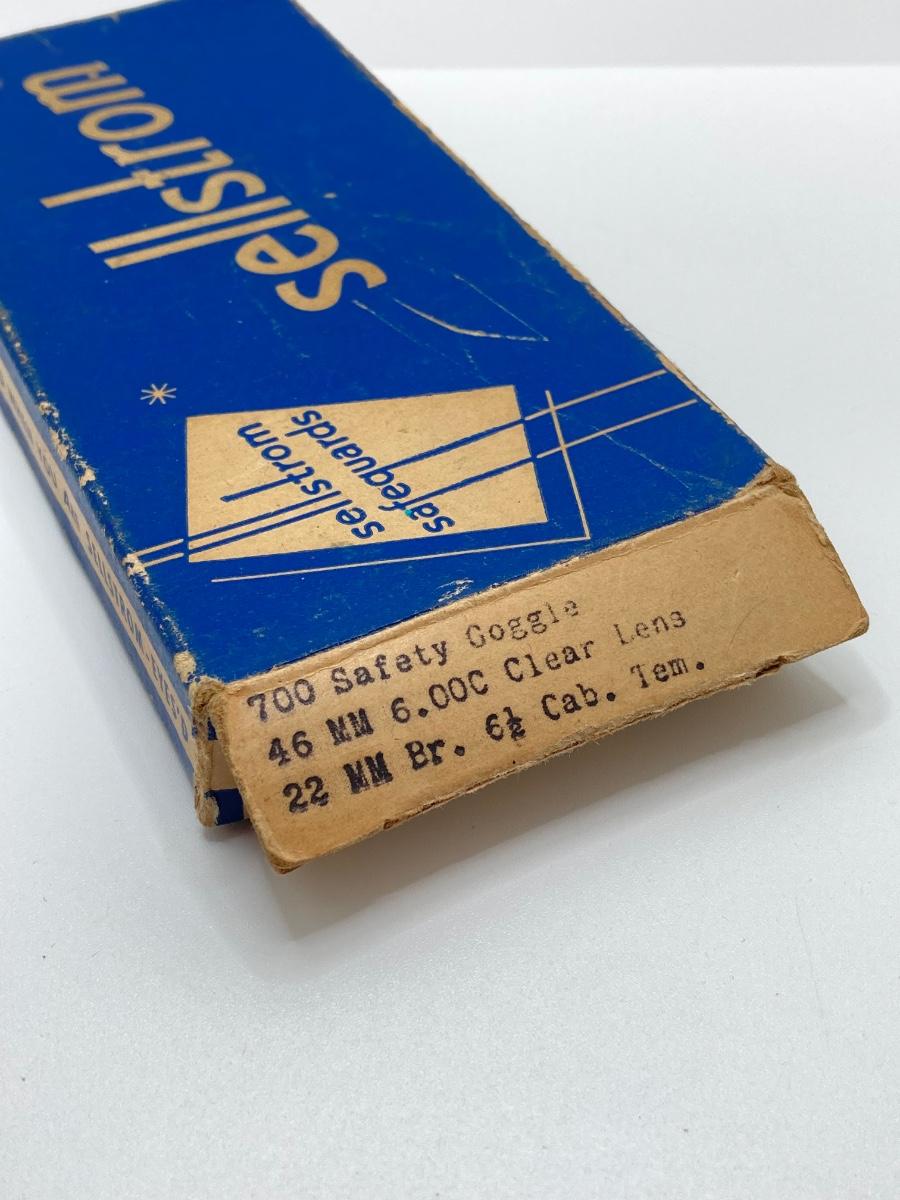 sellstrom
sellstrom
safeguards
700 Safety Goggle
46 MM 6.00C Clear Lens
22 MM Br. 6½ Cab. Tem.
SELLSTROM